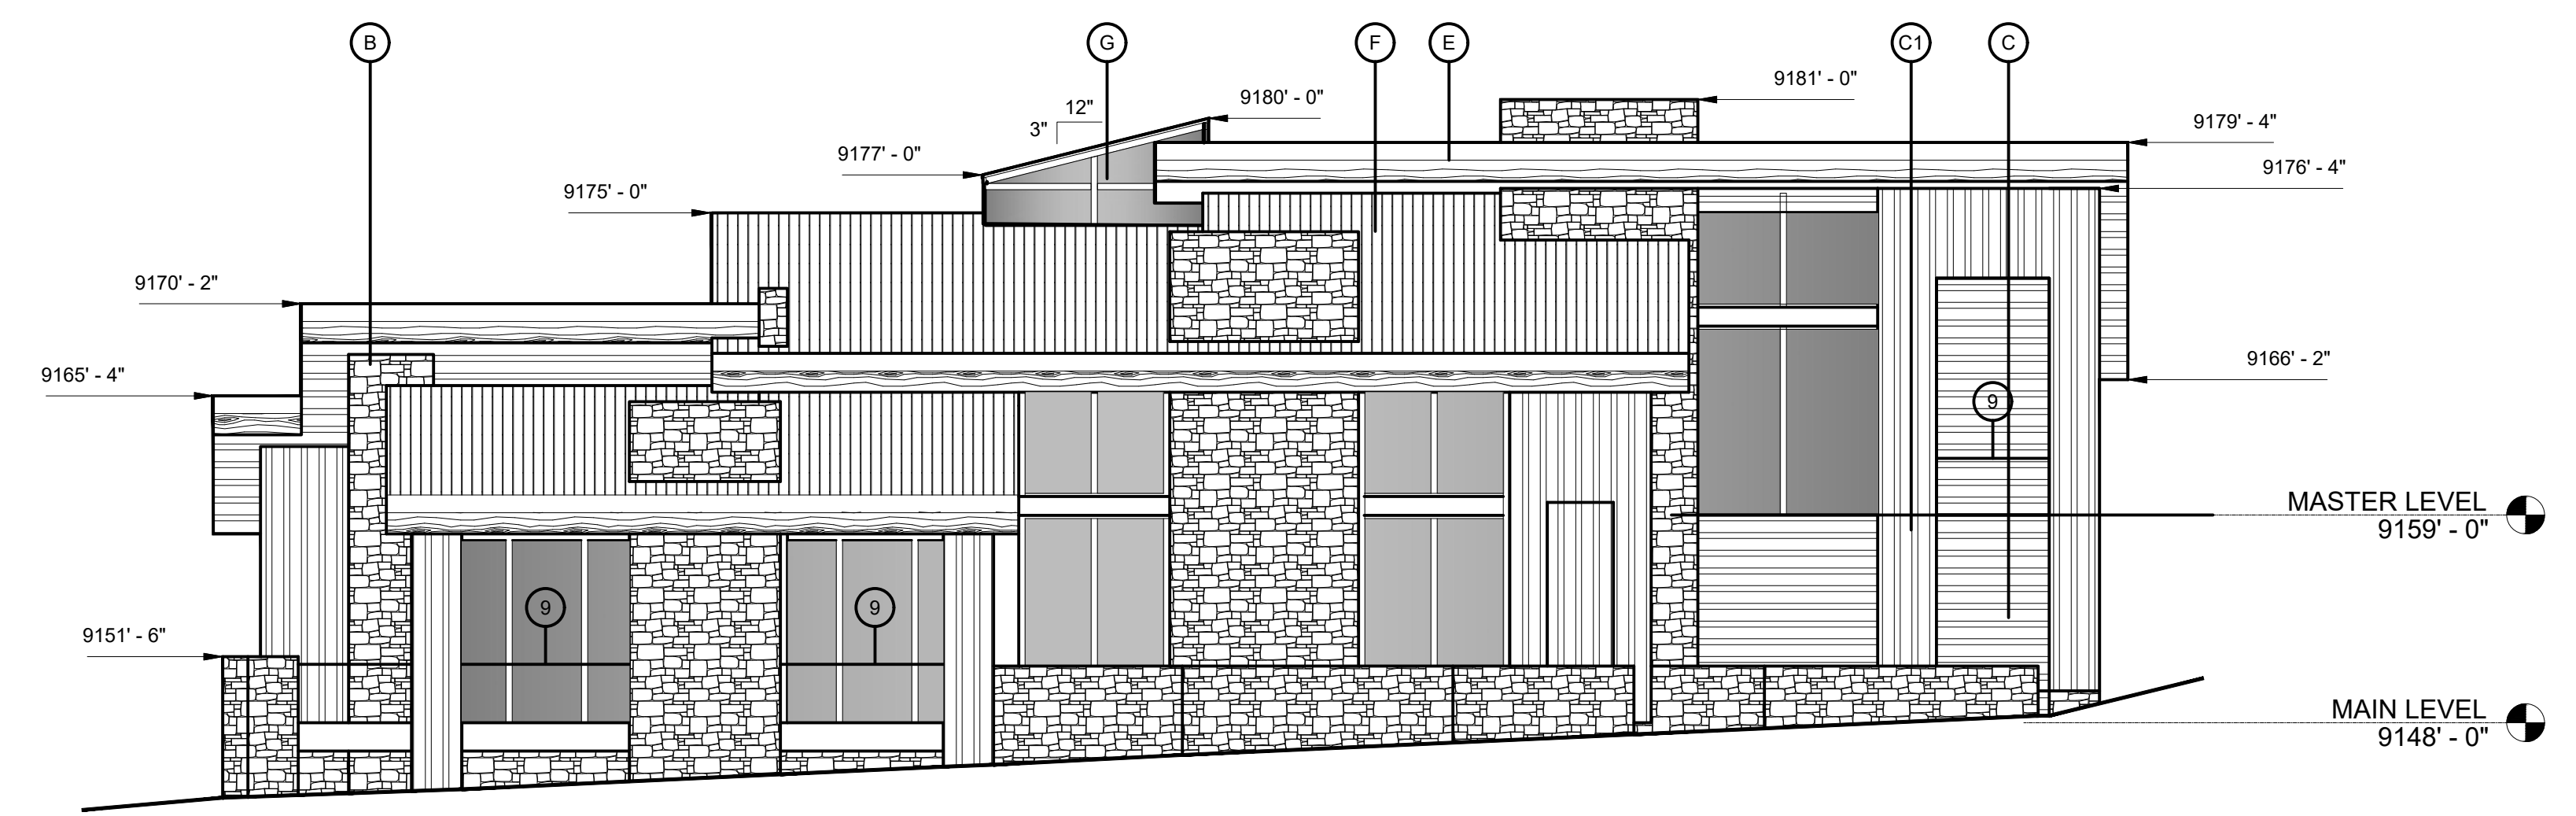 B
G
F
E
C1
C
9181' - 0"
9180' - 0"
12"
3"
9179' - 4"
9177' - 0"
9176' - 4"
9175' - 0"
9170' - 2"
9166' - 2"
9165' - 4"
9
MASTER LEVEL
9159' - 0"
9
9
9151' - 6"
MAIN LEVEL
9148' - 0"